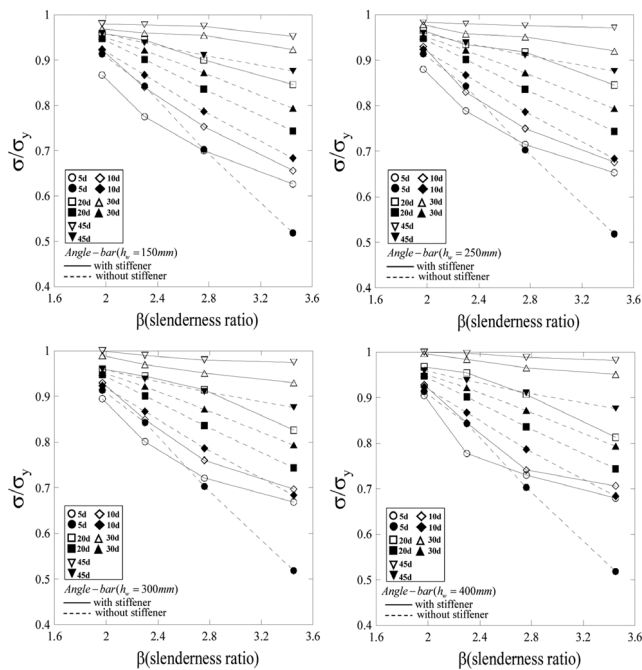 σ/σy
1
0.9
0.8
0.7
0.6
0.5
0.4
5d 10d
5d 10d
20d 30d
20d 30d
45d
45d
Angle-bar(hw = 150mm)
with stiffener
without stiffener
1.6 2 2.4 2.8 3.2 3.6
β(slenderness ratio)
σ/σy
1
0.9
0.8
0.7
0.6
0.5
0.4
5d 10d
5d 10d
20d 30d
20d 30d
45d
45d
Angle-bar(hw = 250mm)
with stiffener
without stiffener
1.6 2 2.4 2.8 3.2 3.6
β(slenderness ratio)
σ/σy
1
0.9
0.8
0.7
0.6
0.5
0.4
5d 10d
5d 10d
20d 30d
20d 30d
45d
45d
Angle-bar(hw = 300mm)
with stiffener
without stiffener
1.6 2 2.4 2.8 3.2 3.6
β(slenderness ratio)
σ/σy
1
0.9
0.8
0.7
0.6
0.5
0.4
5d 10d
5d 10d
20d 30d
20d 30d
45d
45d
Angle-bar(hw = 400mm)
with stiffener
without stiffener
1.6 2 2.4 2.8 3.2 3.6
β(slenderness ratio)